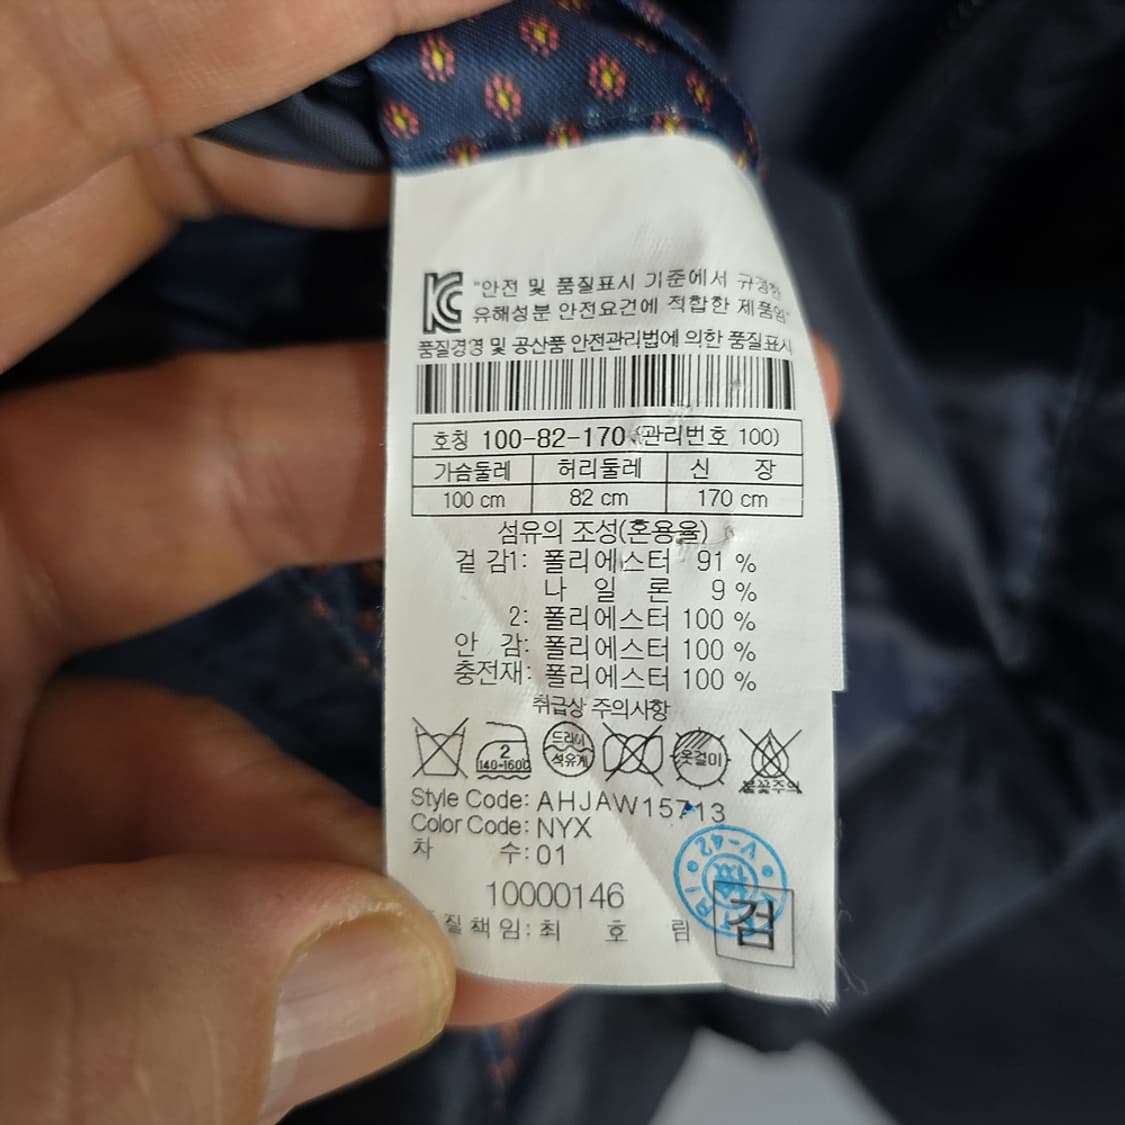 KC "안전 및 품질표시 기준에서 규정한
유해성분 안전요건에 적합한 제품임"
품질경영 및 공산품 안전관리법에 의한 품질표시
호칭 100-82-170 (관리번호 100)
가슴둘레 허리둘레 신 장
100 cm 82 cm 170 cm
섬유의 조성(혼용율)
겉 감1: 폴리에스터 91 %
나 일 론 9 %
2: 폴리에스터 100 %
안 감: 폴리에스터 100 %
충전재: 폴리에스터 100 %
취급상 주의사항
2 드라이 옷걸이
140-160℃ 석유계 불꽃주의
Style Code: AHJAW15713
Color Code: NYX
차 수: 01
V-42
10000146
질책임: 최 호 림 검